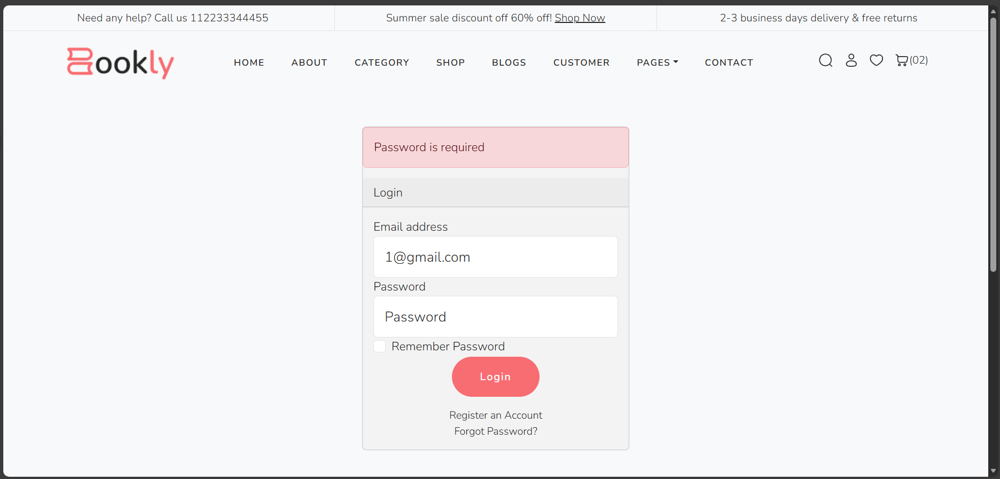 Need any help? Call us 112233344455
Summer sale discount off 60% off! Shop Now
2-3 business days delivery & free returns
Bookly
HOME ABOUT CATEGORY SHOP BLOGS CUSTOMER PAGES CONTACT
(02)
Password is required
Login
Email address
1@gmail.com
Password
Password
Remember Password
Login
Register an Account
Forgot Password?